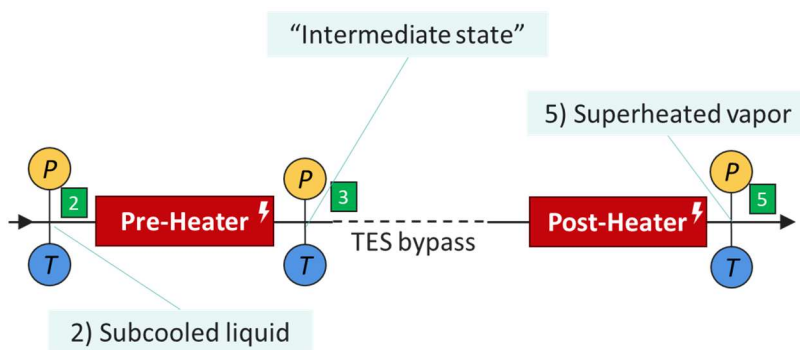 “Intermediate state”
5) Superheated vapor
P
P
P
2
3
5
Pre-Heater
Post-Heater
TES bypass
T
T
T
2) Subcooled liquid